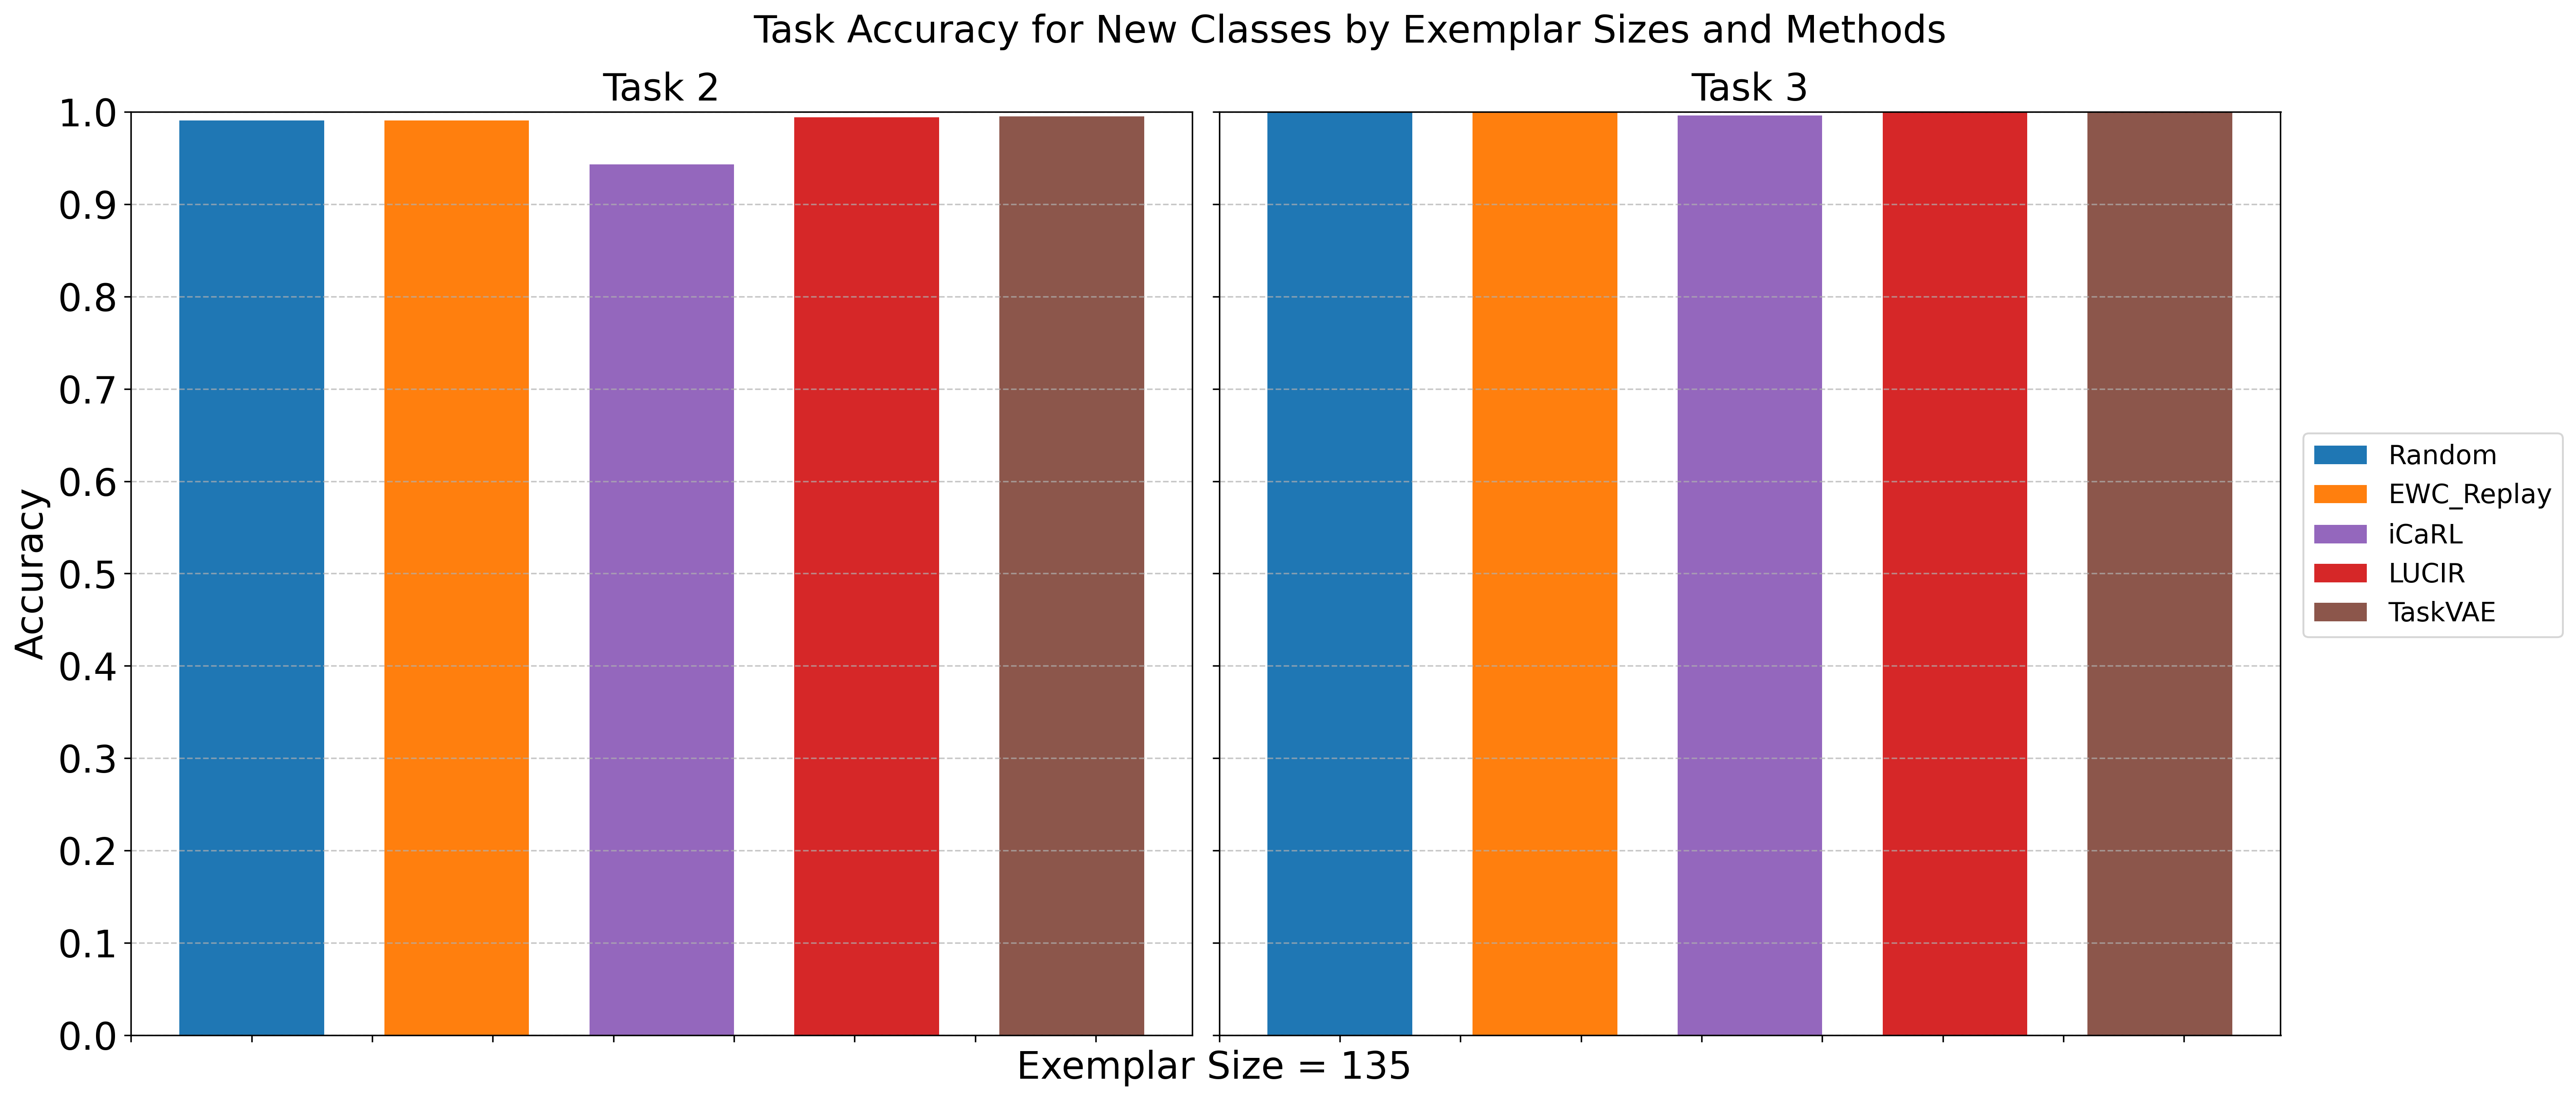 Task Accuracy for New Classes by Exemplar Sizes and Methods
Task 2
Task 3
Accuracy
1.0
0.9
0.8
0.7
0.6
0.5
0.4
0.3
0.2
0.1
0.0
Exemplar Size = 135
Random
EWC_Replay
iCaRL
LUCIR
TaskVAE